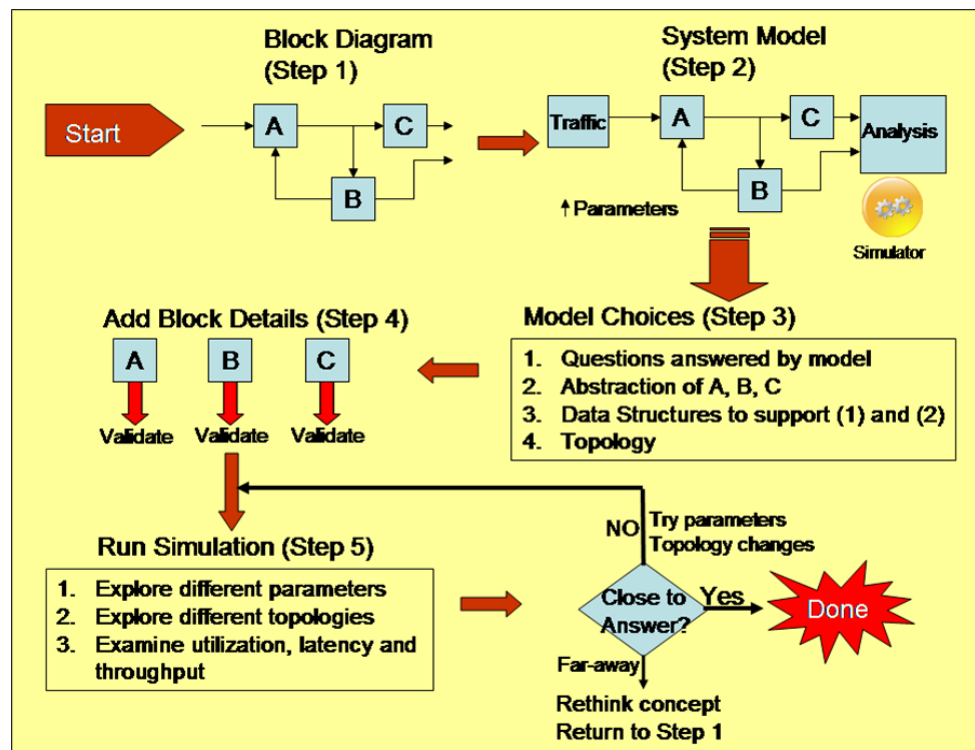 Block Diagram
(Step 1)
Start
A
C
B
System Model
(Step 2)
Traffic
A
C
Analysis
B
Parameters
Simulator
Model Choices (Step 3)
1. Questions answered by model
2. Abstraction of A, B, C
3. Data Structures to support (1) and (2)
4. Topology
Add Block Details (Step 4)
A
B
C
Validate
Validate
Validate
Run Simulation (Step 5)
1. Explore different parameters
2. Explore different topologies
3. Examine utilization, latency and
throughput
NO
Try parameters
Topology changes
Close to
Answer?
Yes
Done
Far-away
Rethink concept
Return to Step 1